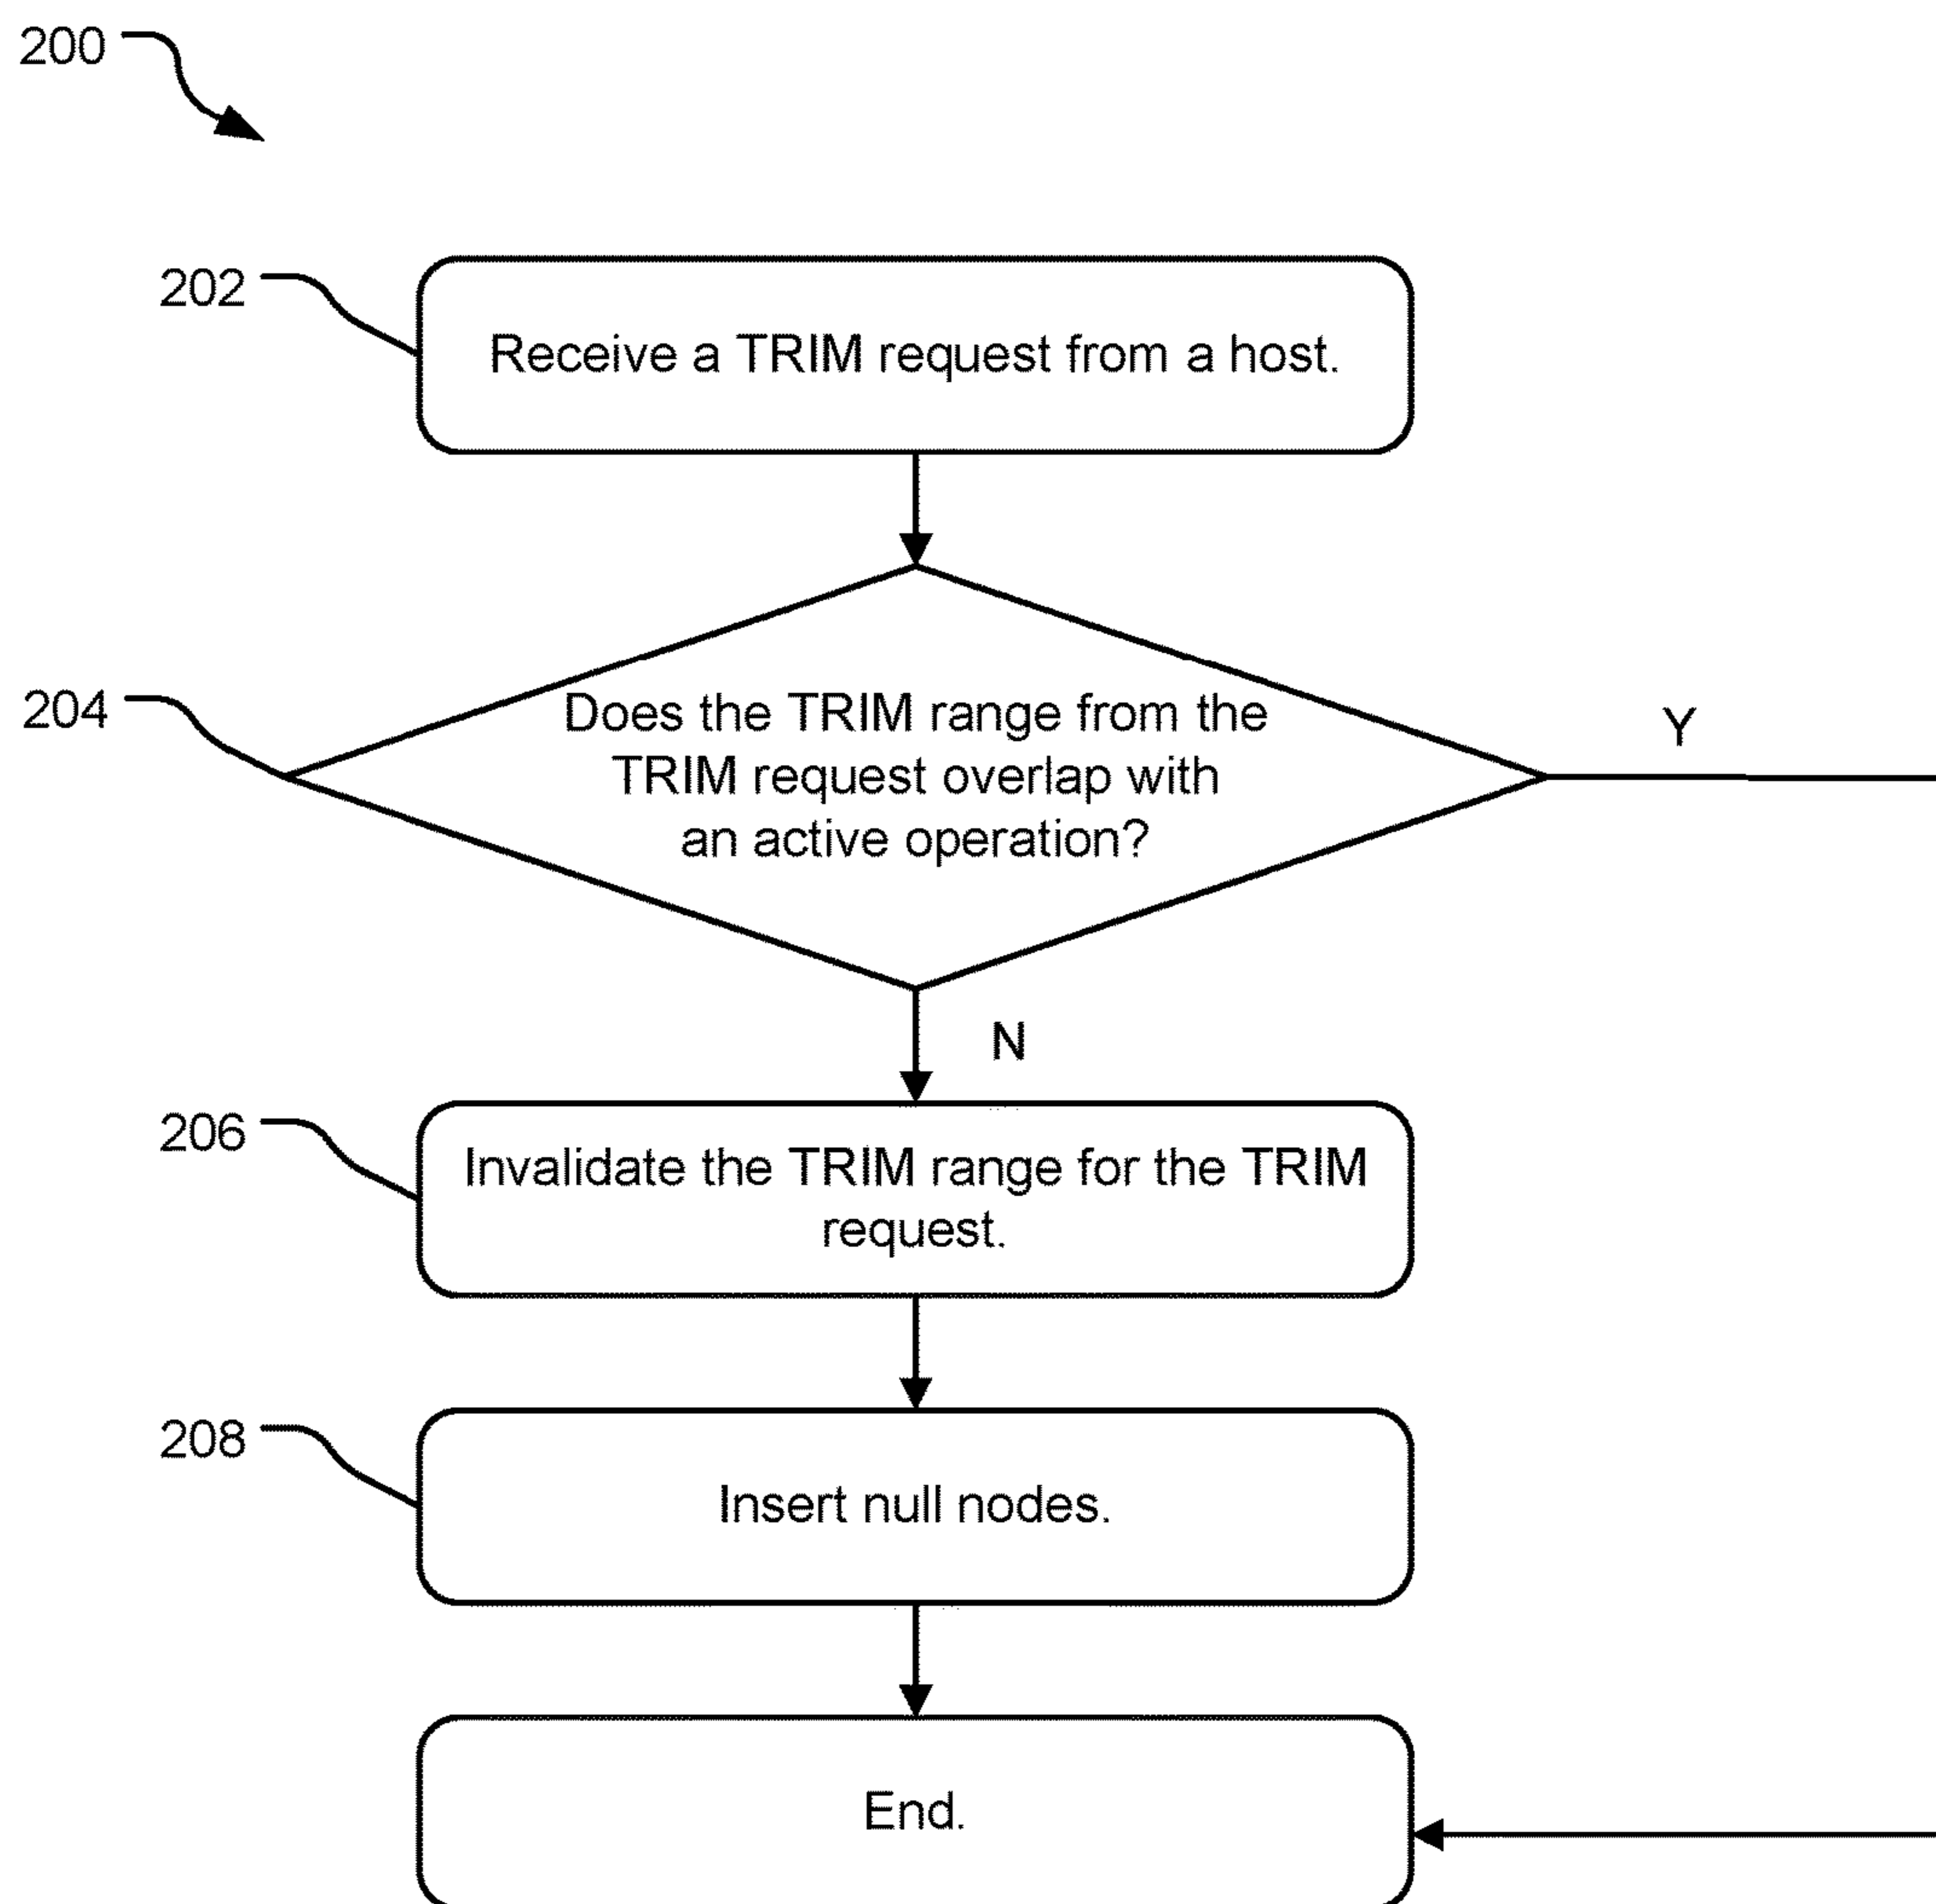 200
202
Receive a TRIM request from a host.
204
Does the TRIM range from the
TRIM request overlap with
an active operation?
Y
N
206
Invalidate the TRIM range for the TRIM
request.
208
Insert null nodes.
End.